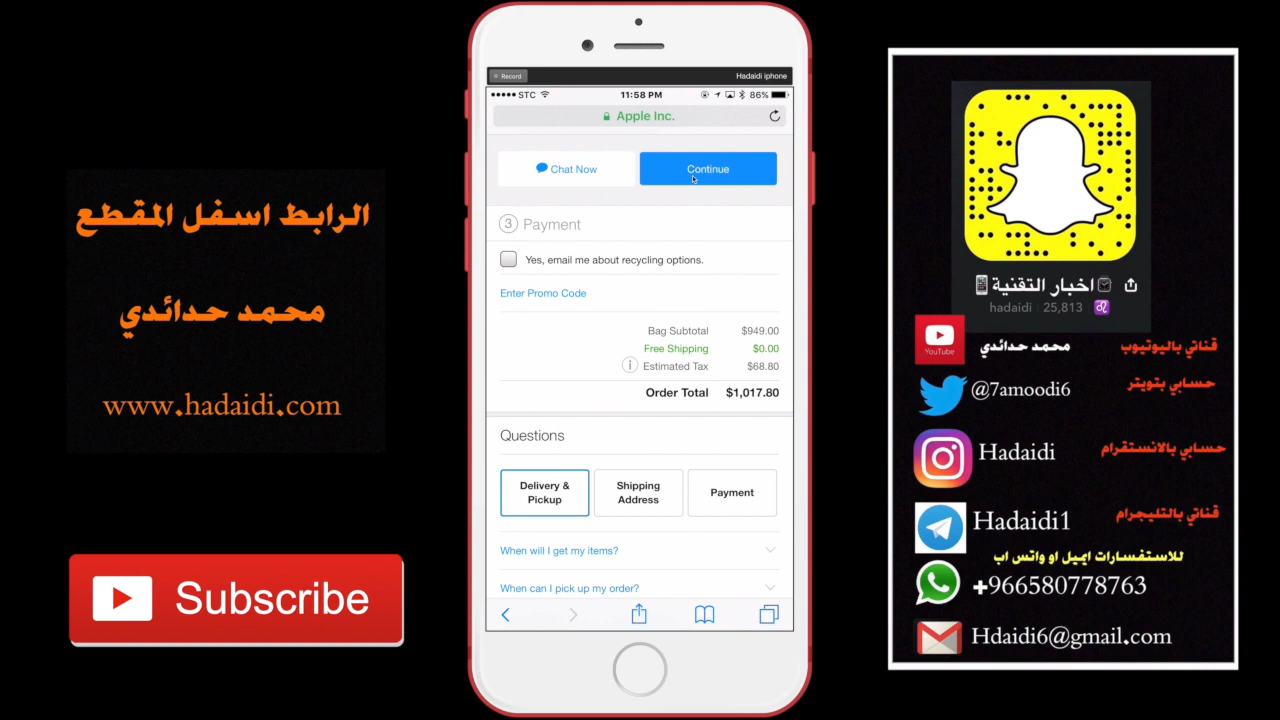 الرابط اسفل المقطع
محمد حدائدي
www.hadaidi.com
Subscribe
Record
Hadaidi iphone
STC
11:58 PM
86%
Apple Inc.
Chat Now
Continue
3 Payment
Yes, email me about recycling options.
Enter Promo Code
Bag Subtotal $949.00
Free Shipping $0.00
i Estimated Tax $68.80
Order Total $1,017.80
Questions
Delivery &
Pickup
Shipping
Address
Payment
When will I get my items?
When can I pick up my order?
اخبار التقنية
hadaidi 25,813
YouTube
محمد حدائدي
قناتي باليوتيوب
@7amoodi6
حسابي بتويتر
Hadaidi
حسابي بالانستقرام
Hadaidi1
قناتي بالتليجرام
للاستفسارات ايميل او واتس اب
+966580778763
Hdaidi6@gmail.com